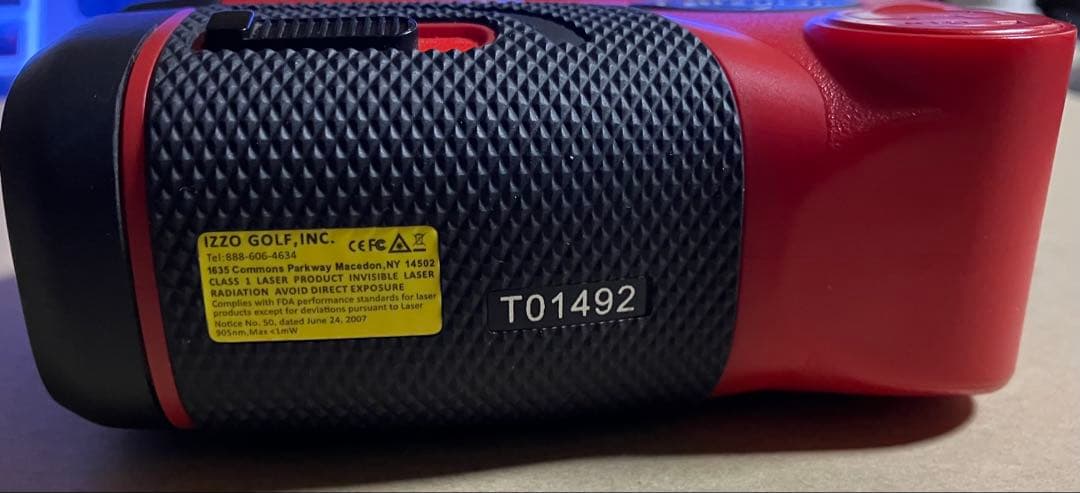 IZZO GOLF,INC. CE FC
Tel:888-606-4634
1635 Commons Parkway Macedon,NY 14502
CLASS 1 LASER PRODUCT INVISIBLE LASER
RADIATION AVOID DIRECT EXPOSURE
Complies with FDA performance standards for laser
products except for deviations pursuant to Laser
Notice No. 50, dated June 24, 2007
905nm,Max <1mW
T01492